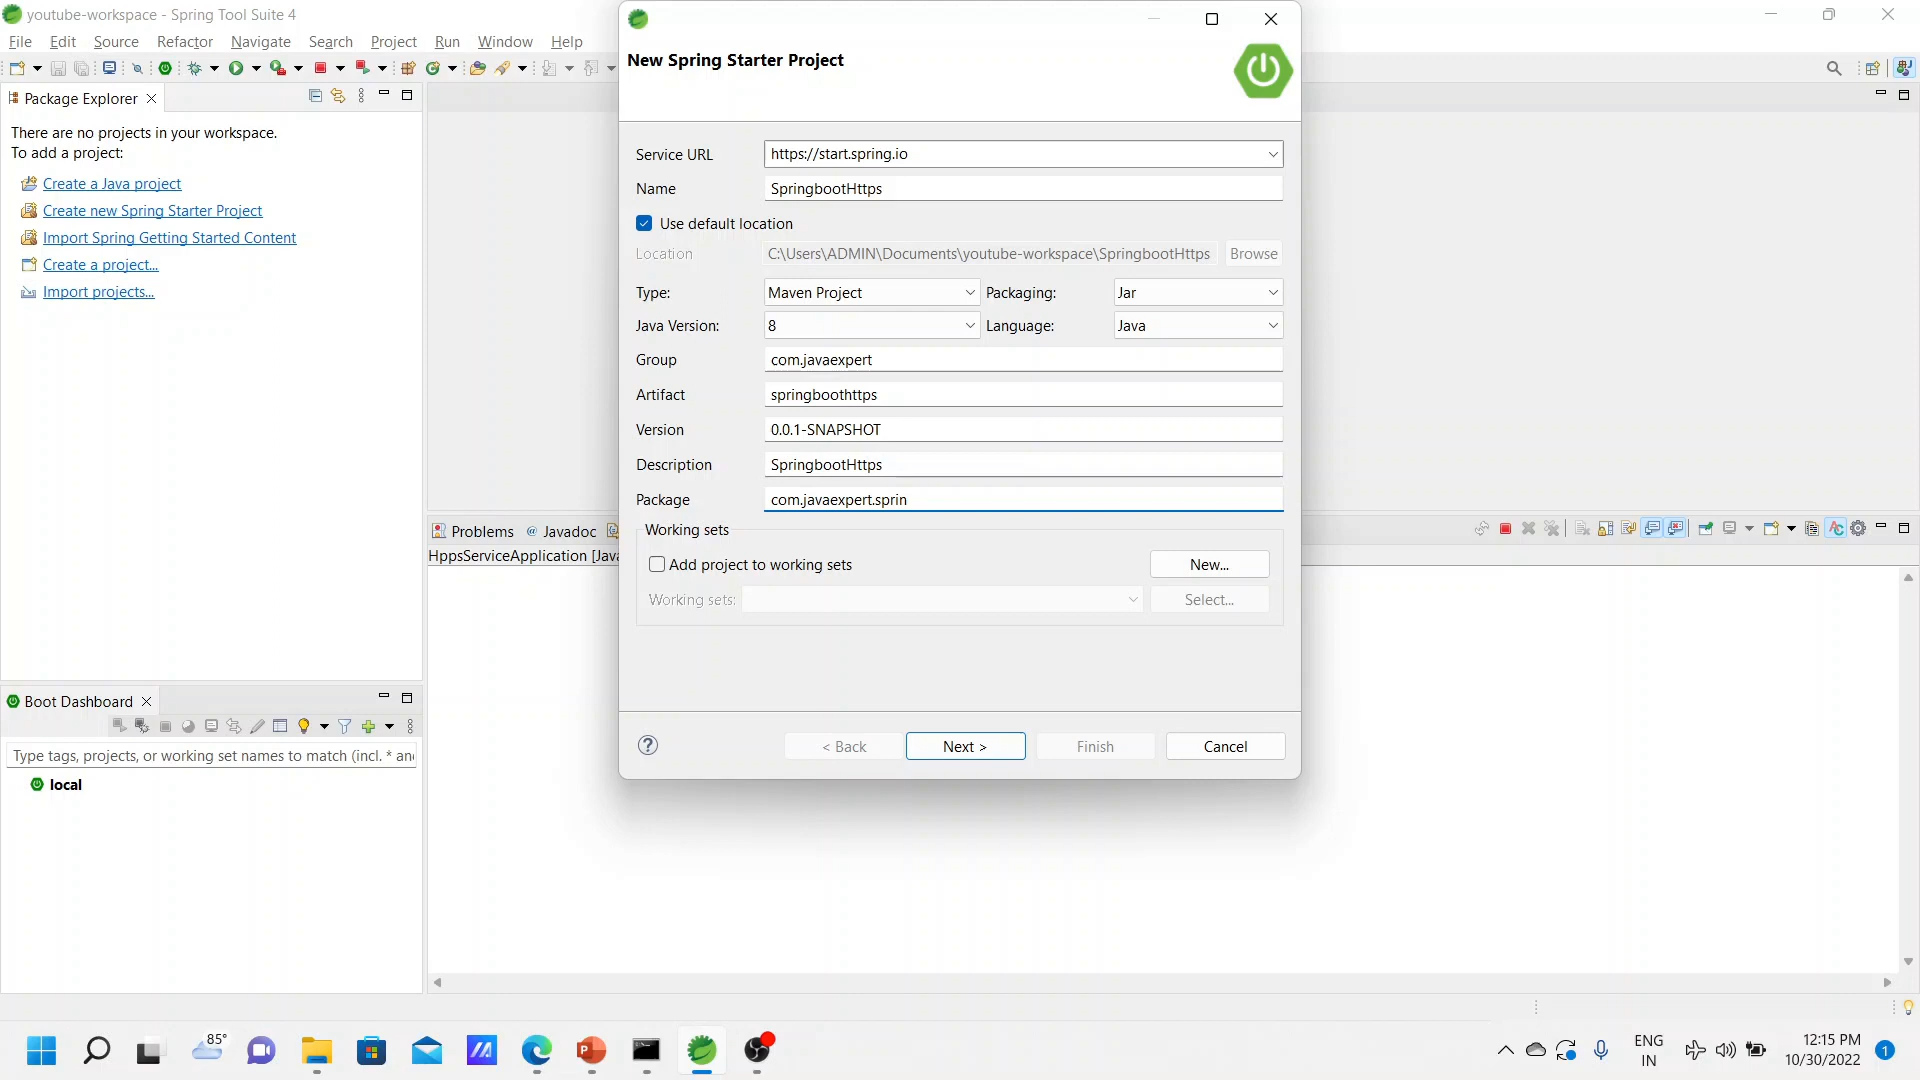 youtube-workspace - Spring Tool Suite 4
File Edit Source Refactor Navigate Search Project Run Window Help
Package Explorer
There are no projects in your workspace.
To add a project:
Create a Java project
Create new Spring Starter Project
Import Spring Getting Started Content
Create a project...
Import projects...
New Spring Starter Project
Service URL https://start.spring.io
Name SpringbootHttps
Use default location
Location C:\Users\ADMIN\Documents\youtube-workspace\SpringbootHttps Browse
Type: Maven Project Packaging: Jar
Java Version: 8 Language: Java
Group com.javaexpert
Artifact springboothttps
Version 0.0.1-SNAPSHOT
Description SpringbootHttps
Package com.javaexpert.sprin
Working sets
Add project to working sets New...
Working sets: Select...
< Back Next > Finish Cancel
Problems @ Javadoc
HppsServiceApplication [Java
Boot Dashboard
Type tags, projects, or working set names to match (incl. * and
local
85°
ENG
IN
12:15 PM
10/30/2022
1